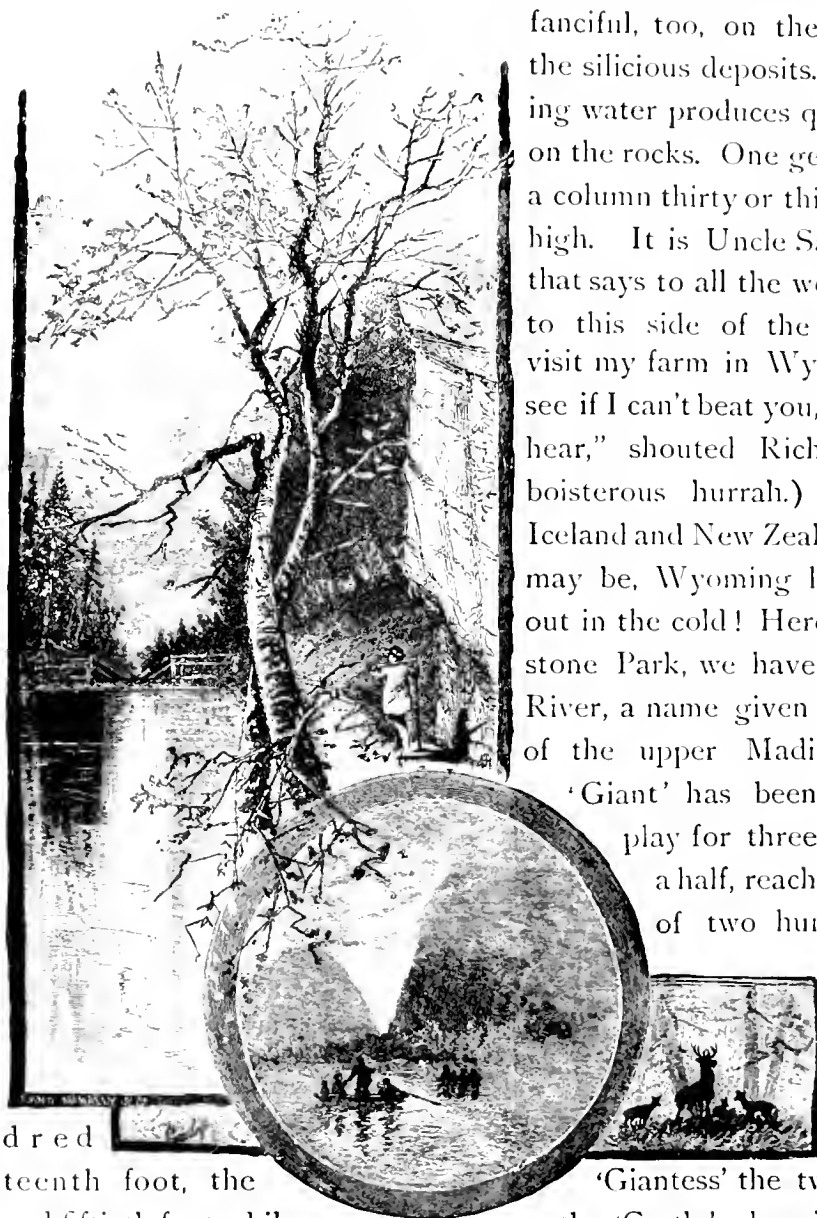 fanciful, too, on the
the silicious deposits.
ing water produces q
on the rocks. One ge
a column thirty or thi
high. It is Uncle S
that says to all the w
to this side of the
visit my farm in Wy
see if I can't beat you,
hear," shouted Rich
boisterous hurrah.)
Iceland and New Zeal
may be, Wyoming l
out in the cold! Her
stone Park, we have
River, a name given
of the upper Madi
'Giant' has been
play for three
a half, reach
of two hun
dred
teenth foot, the 'Giantess' the tw